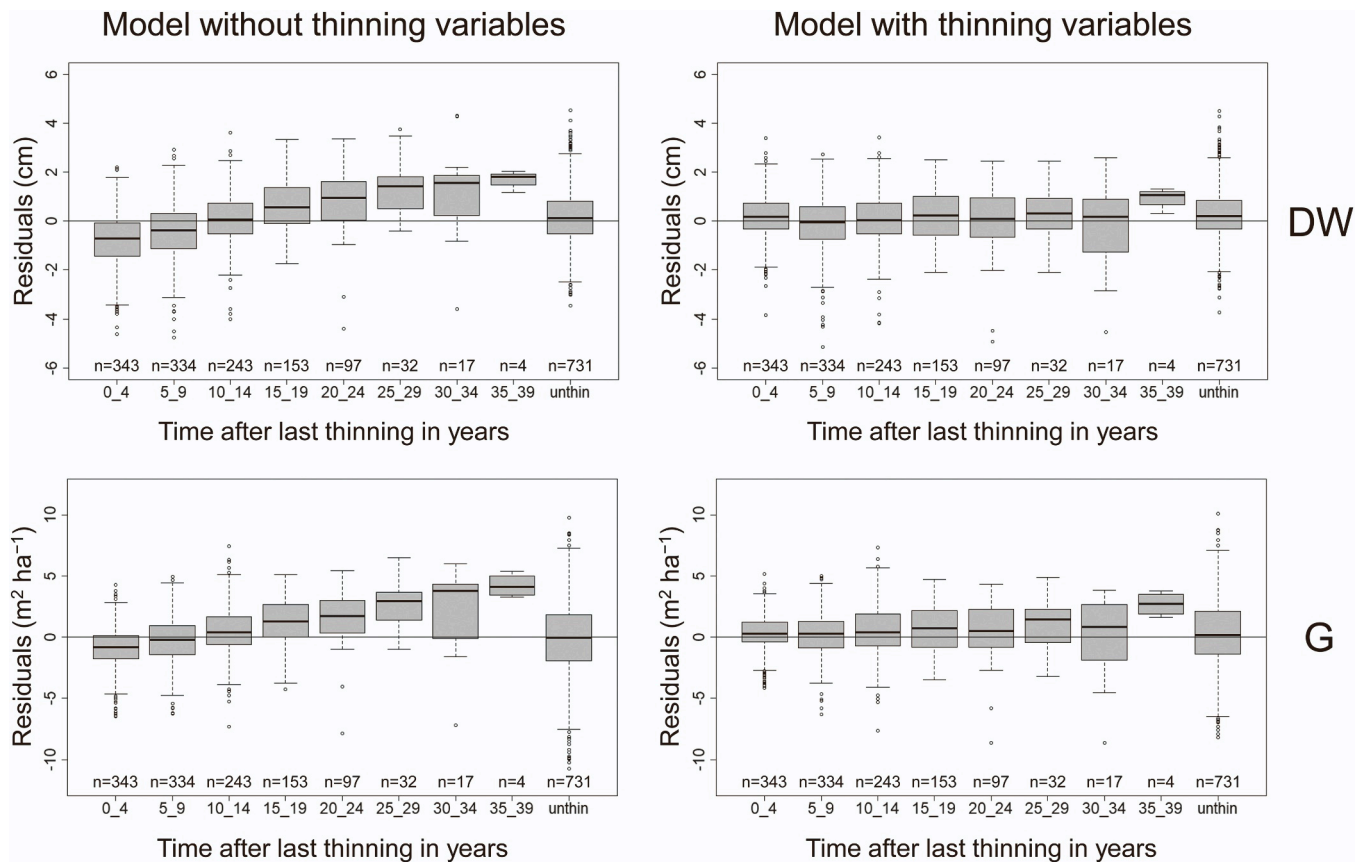 Model without thinning variables
Model with thinning variables
Residuals (cm)
6
4
2
0
-2
-4
-6
n=343 n=334 n=243 n=153 n=97 n=32 n=17 n=4 n=731
0_4 5_9 10_14 15_19 20_24 25_29 30_34 35_39 unthin
Time after last thinning in years
Residuals (cm)
6
4
2
0
-2
-4
-6
n=343 n=334 n=243 n=153 n=97 n=32 n=17 n=4 n=731
0_4 5_9 10_14 15_19 20_24 25_29 30_34 35_39 unthin
Time after last thinning in years
DW
Residuals (m² ha⁻¹)
10
5
0
-5
-10
n=343 n=334 n=243 n=153 n=97 n=32 n=17 n=4 n=731
0_4 5_9 10_14 15_19 20_24 25_29 30_34 35_39 unthin
Time after last thinning in years
Residuals (m² ha⁻¹)
10
5
0
-5
-10
n=343 n=334 n=243 n=153 n=97 n=32 n=17 n=4 n=731
0_4 5_9 10_14 15_19 20_24 25_29 30_34 35_39 unthin
Time after last thinning in years
G